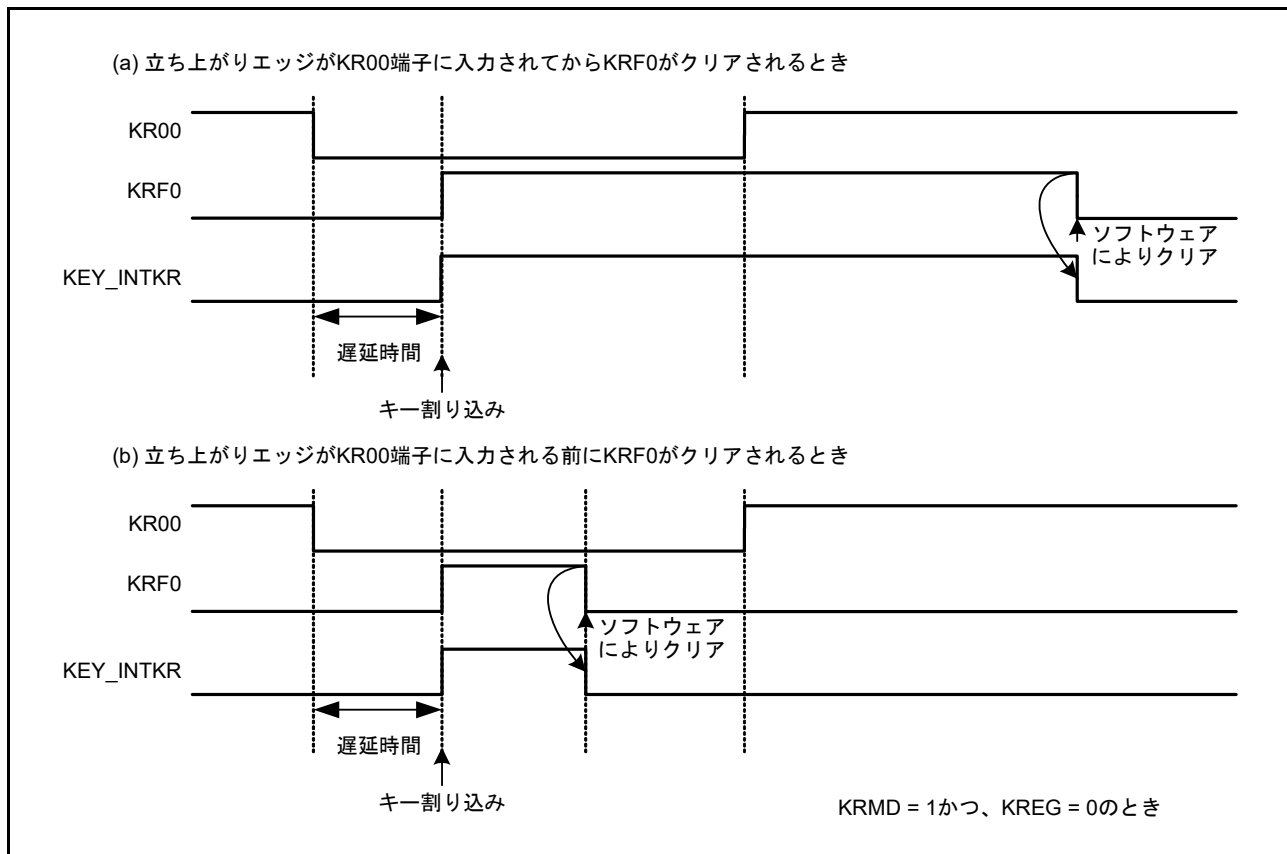 (a) 立ち上がりエッジがKR00端子に入力されてからKRF0がクリアされるとき
KR00
KRF0
ソフトウェア
によりクリア
KEY_INTKR
遅延時間
キー割り込み
(b) 立ち上がりエッジがKR00端子に入力される前にKRF0がクリアされるとき
KR00
KRF0
ソフトウェア
によりクリア
KEY_INTKR
遅延時間
キー割り込み
KRMD = 1かつ、KREG = 0のとき